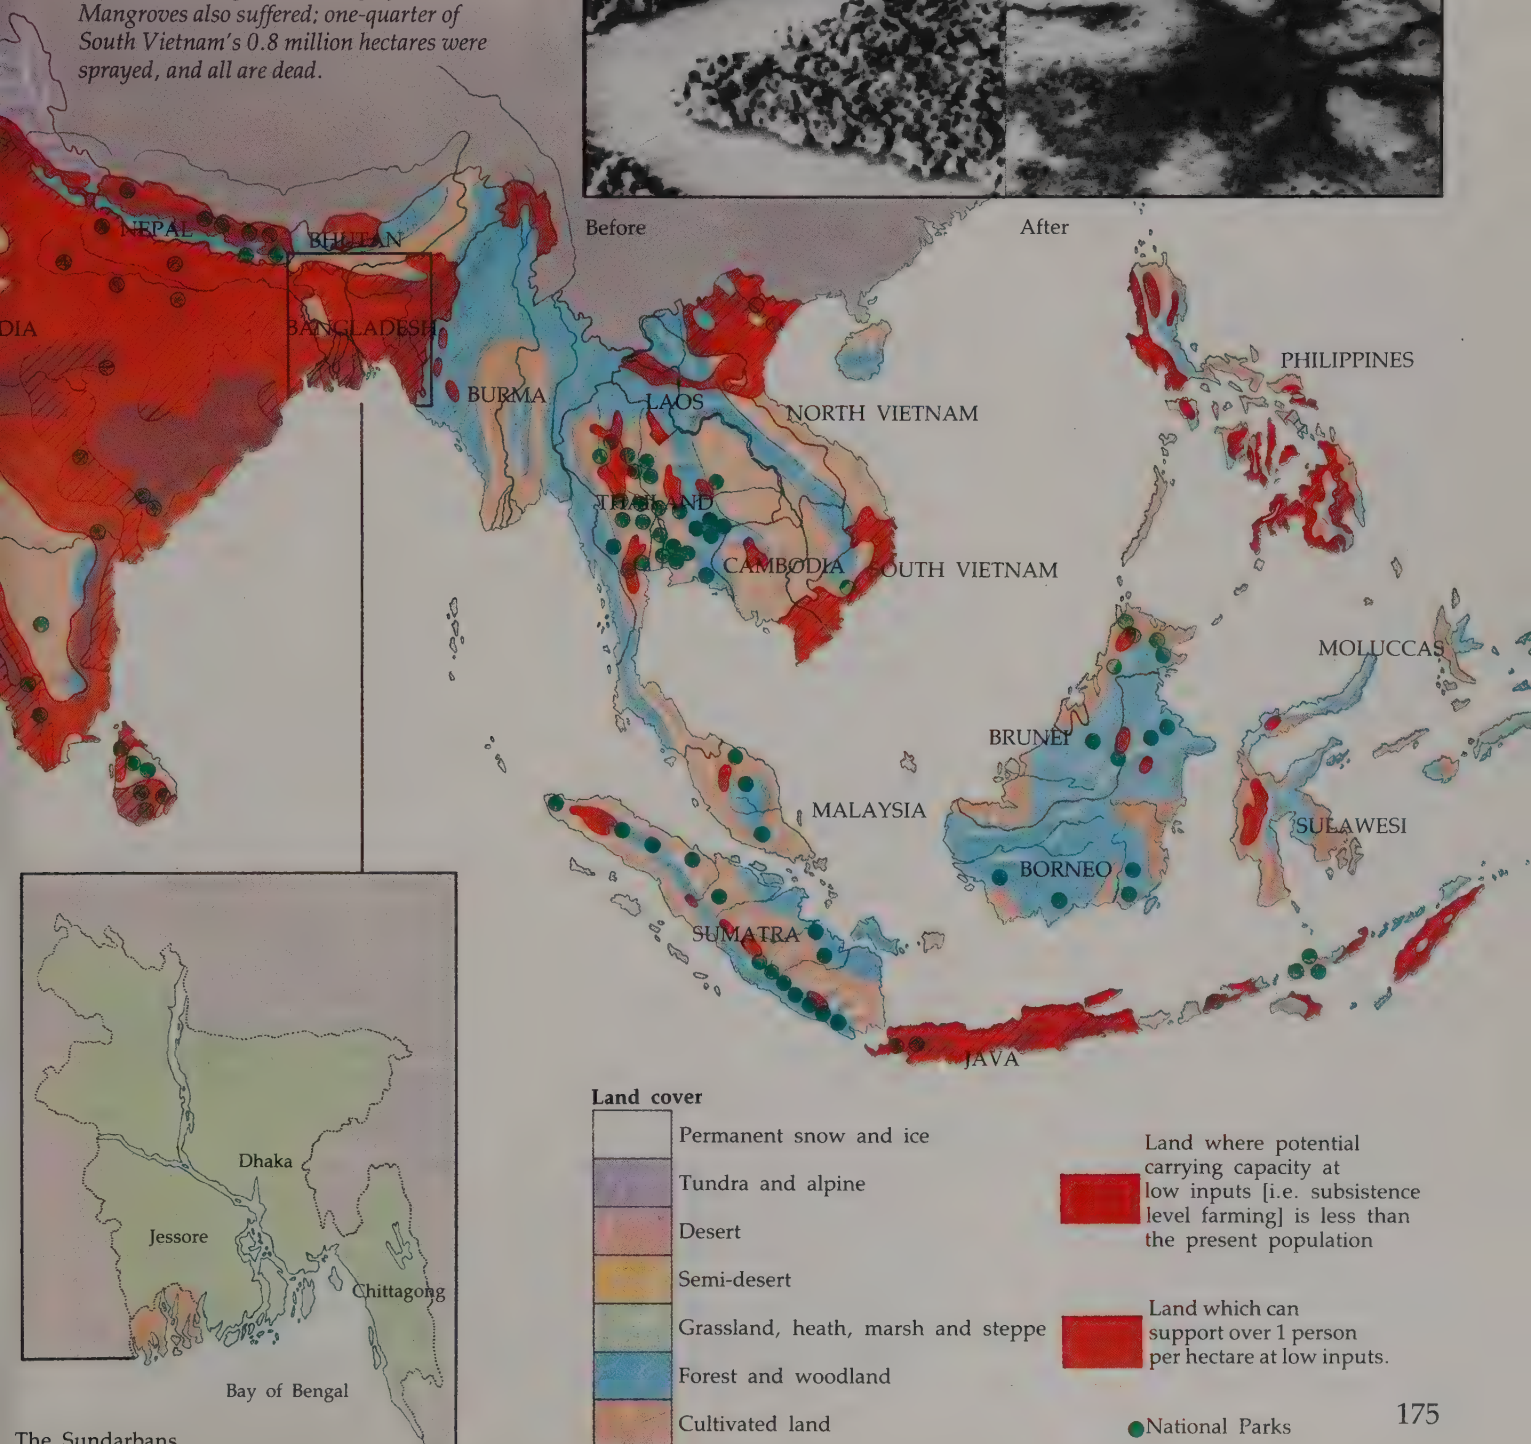 Mangroves also suffered; one-quarter of
South Vietnam's 0.8 million hectares were
sprayed, and all are dead.
Before
After
NEPAL
BHUTAN
DIA
BANGLADESH
BURMA
LAOS
NORTH VIETNAM
PHILIPPINES
THAILAND
CAMBODIA
SOUTH VIETNAM
MOLUCCAS
BRUNEI
MALAYSIA
SULAWESI
BORNEO
SUMATRA
JAVA
Dhaka
Jessore
Chittagong
Bay of Bengal
The Sundarbans
Land cover
Permanent snow and ice
Tundra and alpine
Desert
Semi-desert
Grassland, heath, marsh and steppe
Forest and woodland
Cultivated land
Land where potential
carrying capacity at
low inputs [i.e. subsistence
level farming] is less than
the present population
Land which can
support over 1 person
per hectare at low inputs.
National Parks
175